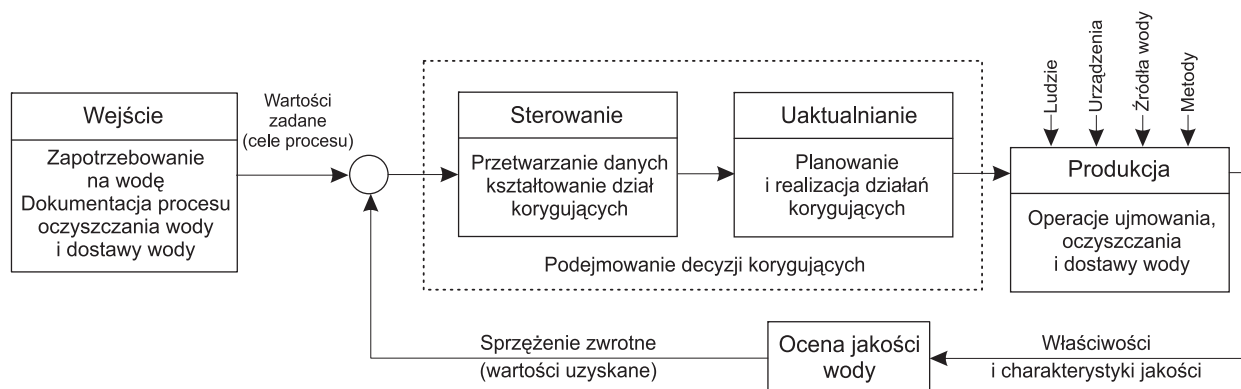 Wejście
Zapotrzebowanie
na wodę
Dokumentacja procesu
oczyszczania wody
i dostawy wody
Wartości
zadane
(cele procesu)
Sterowanie
Przetwarzanie danych
kształtowanie dział
korygujących
Uaktualnianie
Planowanie
i realizacja działań
korygujących
Podejmowanie decyzji korygujących
Ludzie
Urządzenia
Źródła wody
Metody
Produkcja
Operacje ujmowania,
oczyszczania
i dostawy wody
Sprzężenie zwrotne
(wartości uzyskane)
Ocena jakości
wody
Właściwości
i charakterystyki jakości